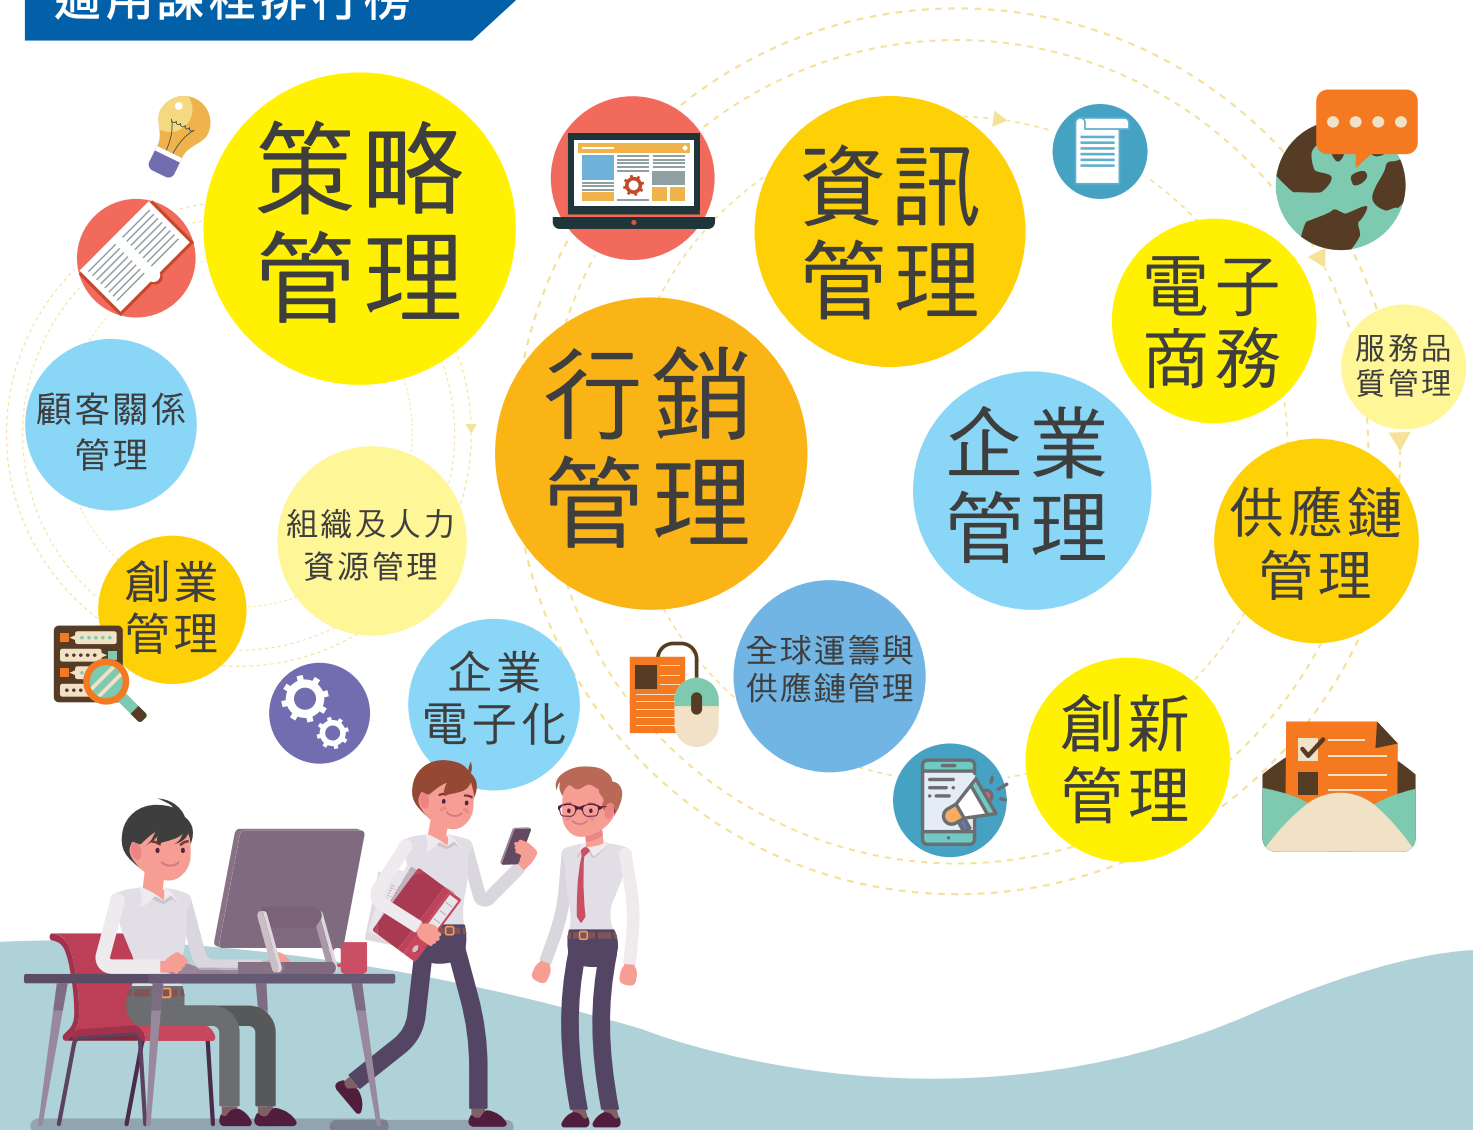 適用課程排行榜
策略
管理
資訊
管理
電子
商務
服務品
質管理
行銷
管理
顧客關係
管理
企業
管理
組織及人力
資源管理
供應鏈
管理
創業
管理
企業
電子化
全球運籌與
供應鏈管理
創新
管理